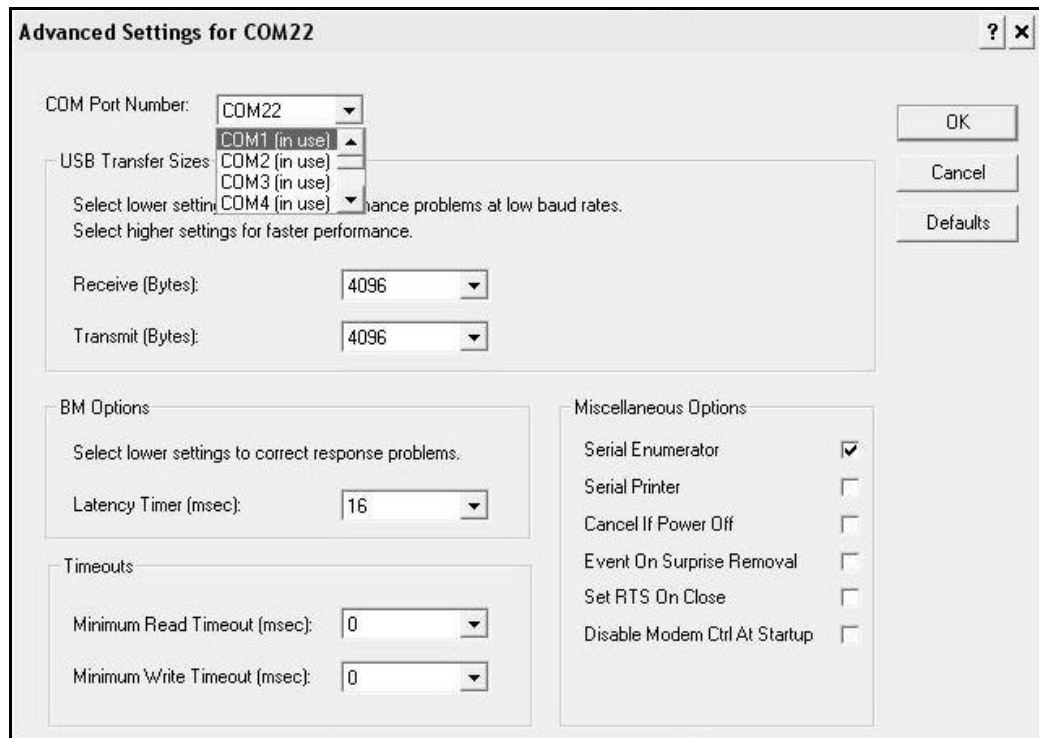 Advanced Settings for COM22
? ×
COM Port Number: COM22
COM1 (in use)
COM2 (in use)
COM3 (in use)
COM4 (in use)
OK
Cancel
Defaults
USB Transfer Sizes
Select lower setting mance problems at low baud rates.
Select higher settings for faster performance.
Receive (Bytes): 4096
Transmit (Bytes): 4096
BM Options
Select lower settings to correct response problems.
Latency Timer (msec): 16
Timeouts
Minimum Read Timeout (msec): 0
Minimum Write Timeout (msec): 0
Miscellaneous Options
Serial Enumerator
Serial Printer
Cancel If Power Off
Event On Surprise Removal
Set RTS On Close
Disable Modem Ctrl At Startup